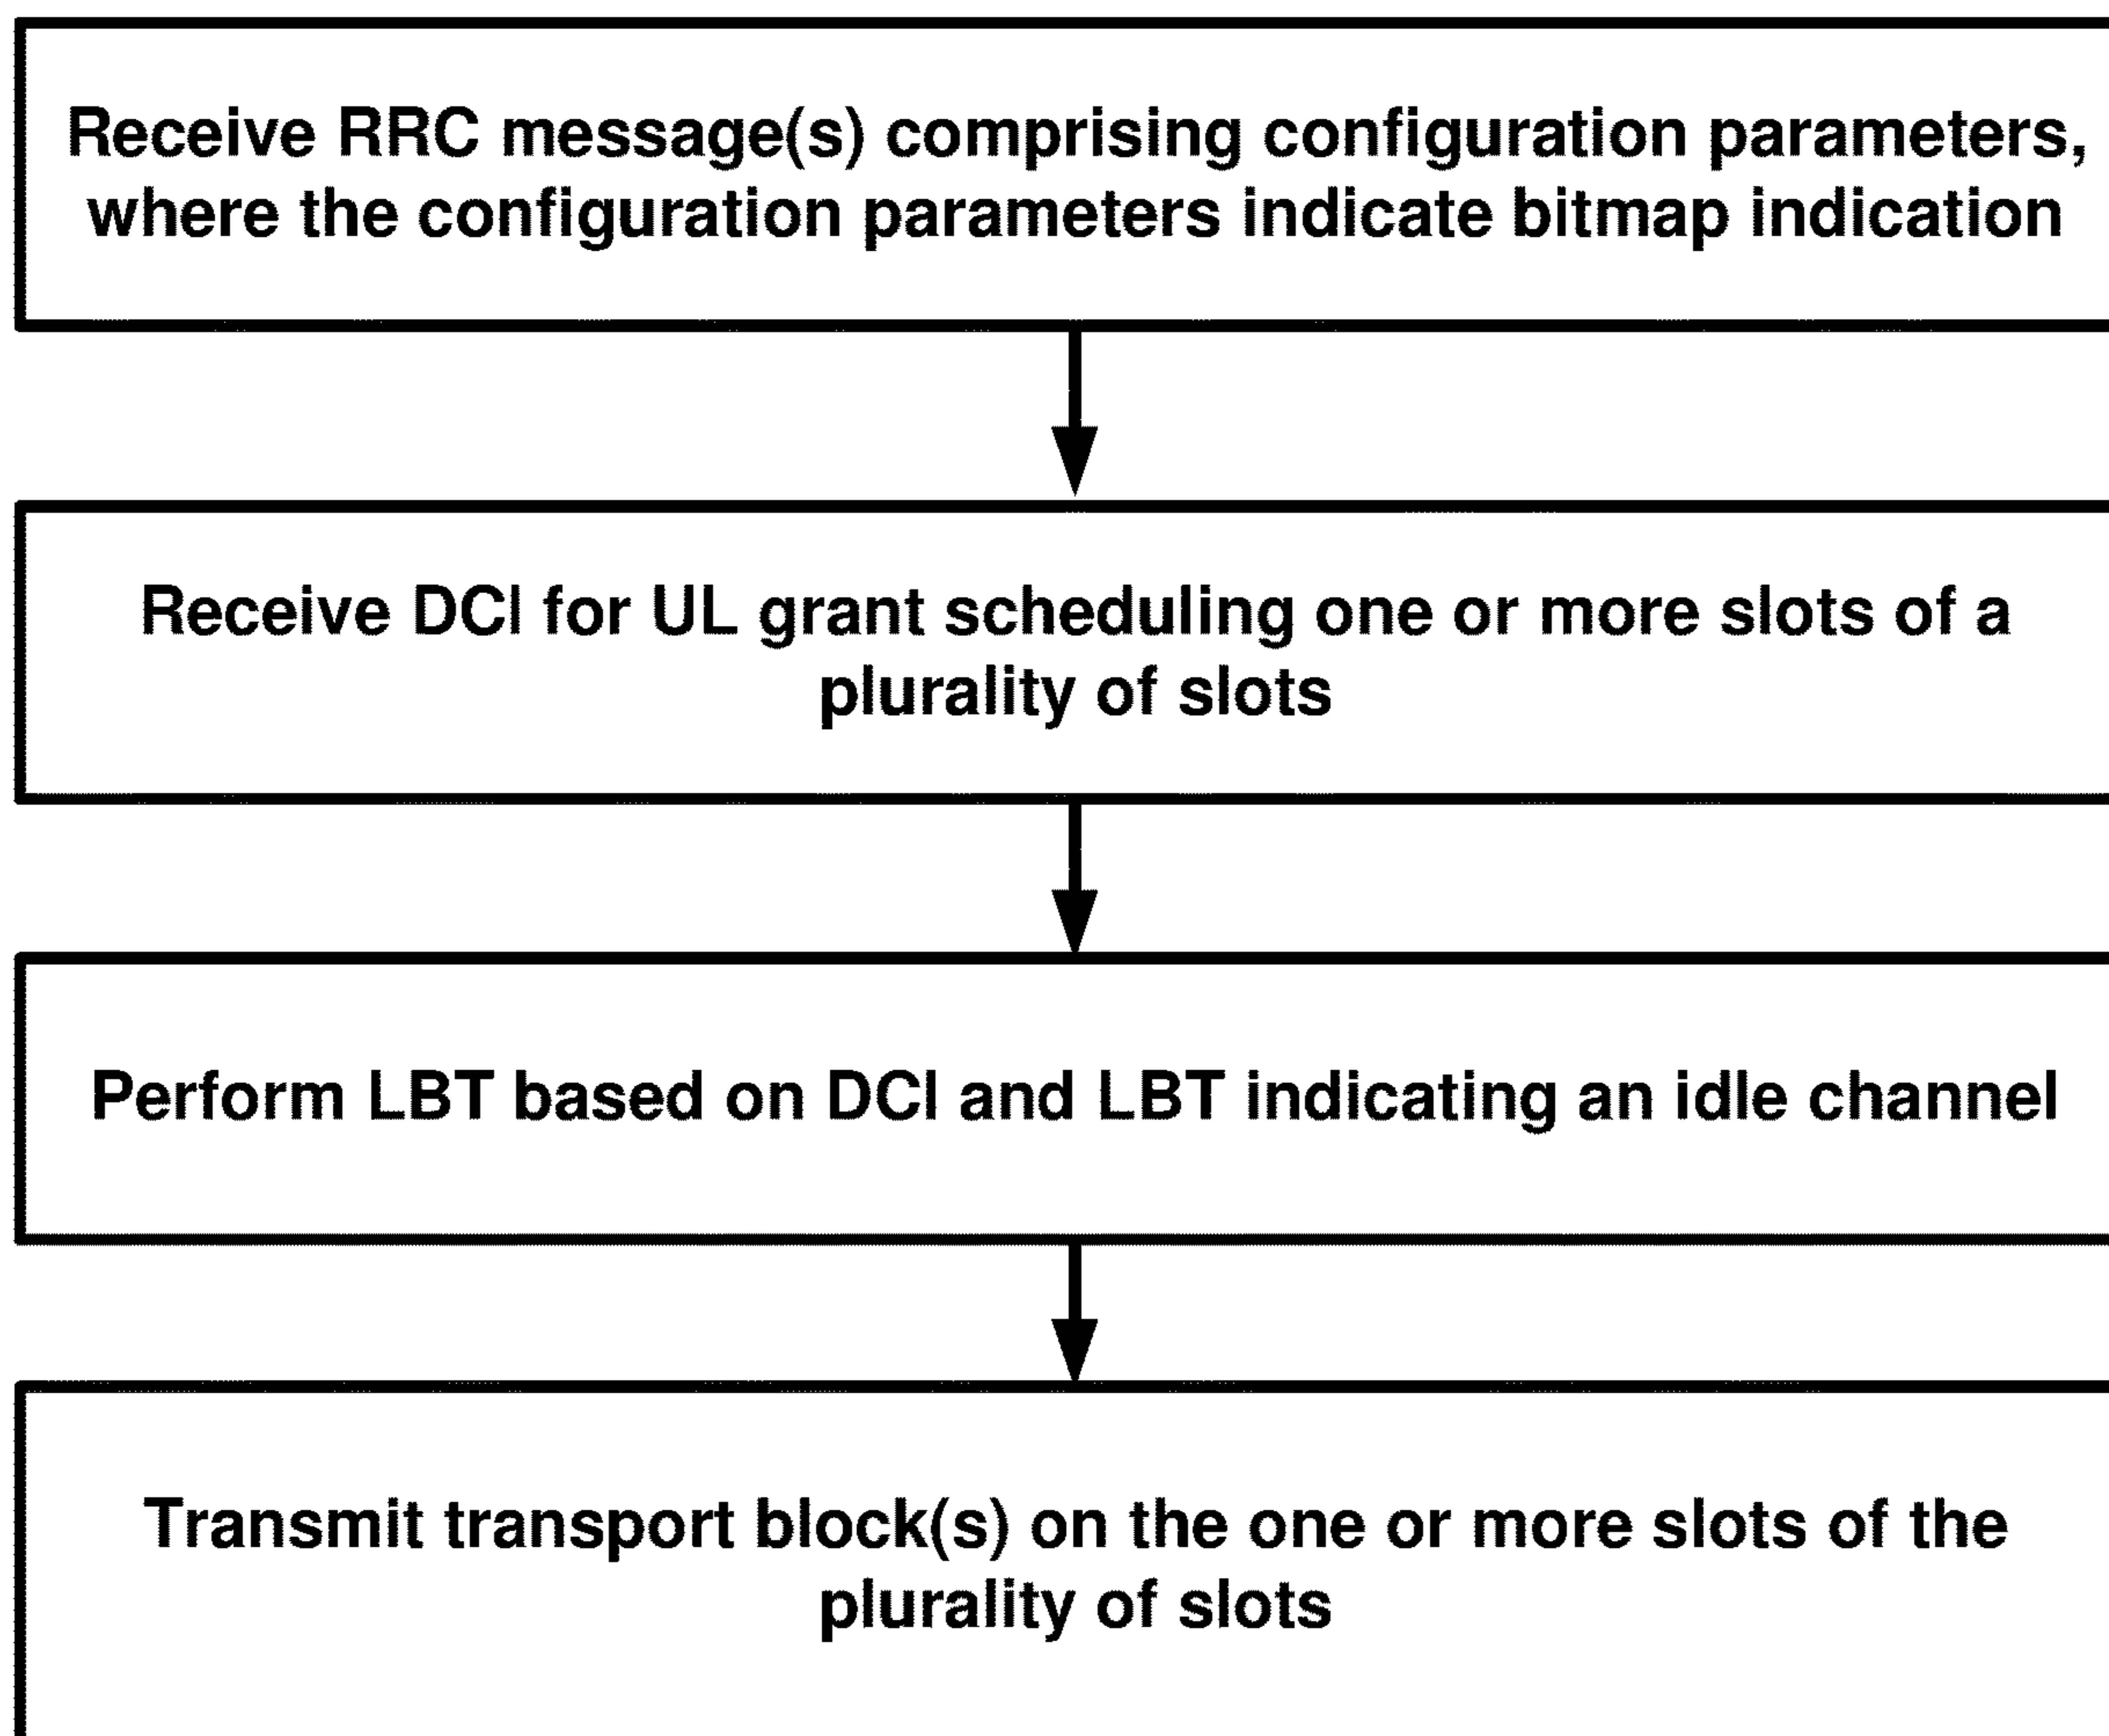 Receive RRC message(s) comprising configuration parameters,
where the configuration parameters indicate bitmap indication
Receive DCI for UL grant scheduling one or more slots of a
plurality of slots
Perform LBT based on DCI and LBT indicating an idle channel
Transmit transport block(s) on the one or more slots of the
plurality of slots